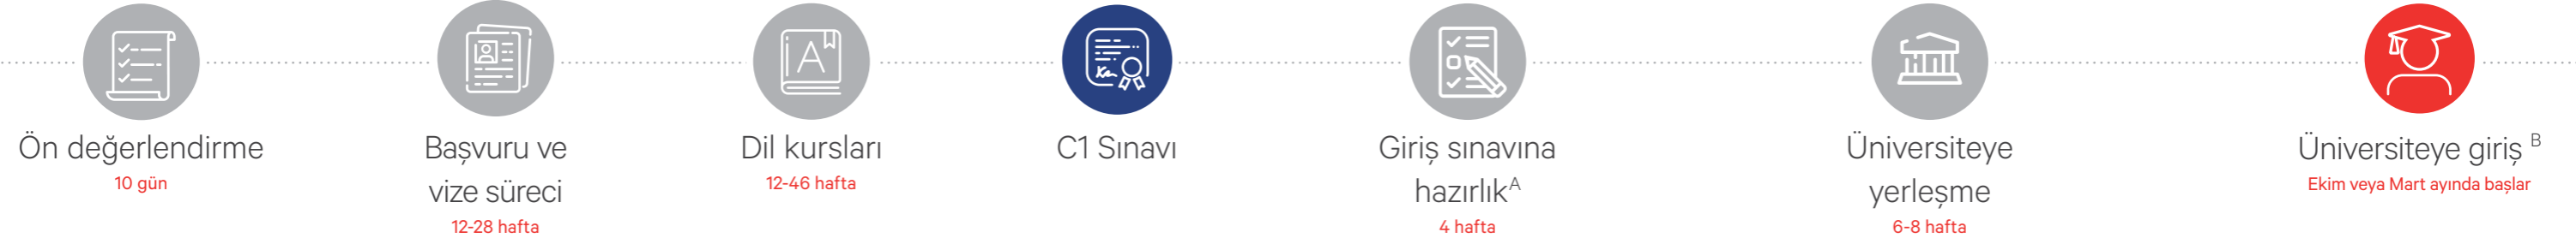 Ön değerlendirme
10 gün
Başvuru ve
vize süreci
12-28 hafta
Dil kursları
12-46 hafta
C1 Sınavı
Giriş sınavına
hazırlıkA
4 hafta
Üniversiteye
yerleşme
6-8 hafta
Üniversiteye giriş B
Ekim veya Mart ayında başlar